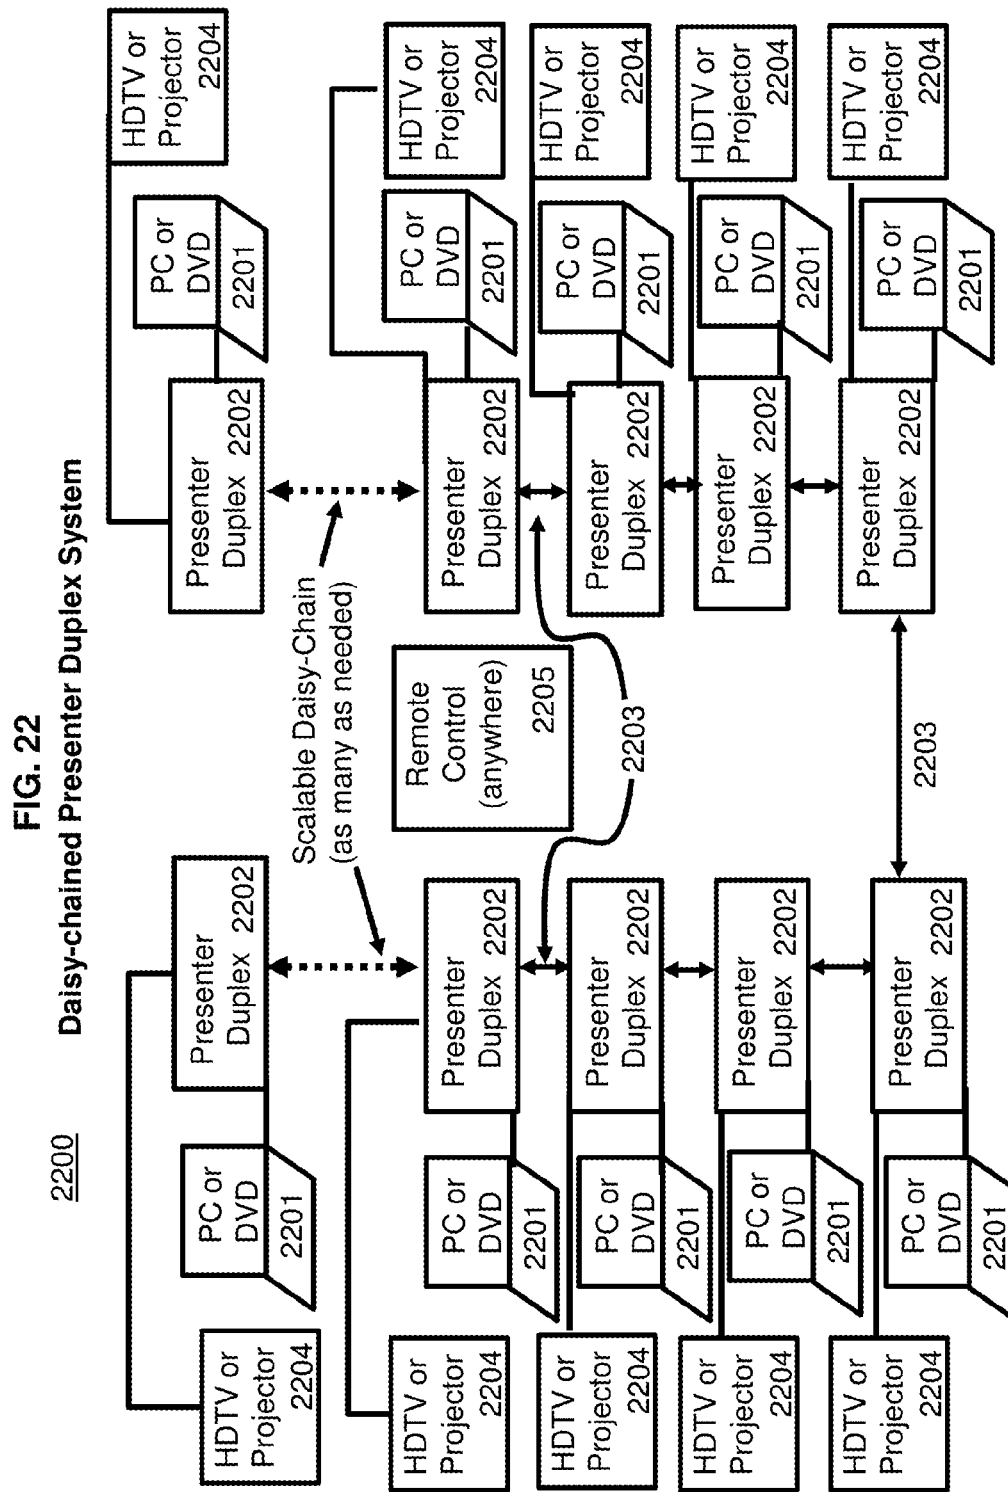 FIG. 22
Daisy-chained Presenter Duplex System
2200
HDTV or
Projector
2204
PC or
DVD
2201
Presenter
Duplex 2202
Presenter
Duplex 2202
PC or
DVD
2201
HDTV or
Projector
2204
Scalable Daisy-Chain
(as many as needed)
HDTV or
Projector
2204
PC or
DVD
2201
Presenter
Duplex 2202
Remote
Control
(anywhere)
2205
Presenter
Duplex 2202
PC or
DVD
2201
HDTV or
Projector
2204
2203
HDTV or
Projector
2204
PC or
DVD
2201
Presenter
Duplex 2202
Presenter
Duplex 2202
PC or
DVD
2201
HDTV or
Projector
2204
HDTV or
Projector
2204
PC or
DVD
2201
Presenter
Duplex 2202
Presenter
Duplex 2202
PC or
DVD
2201
HDTV or
Projector
2204
HDTV or
Projector
2204
PC or
DVD
2201
Presenter
Duplex 2202
2203
Presenter
Duplex 2202
PC or
DVD
2201
HDTV or
Projector
2204